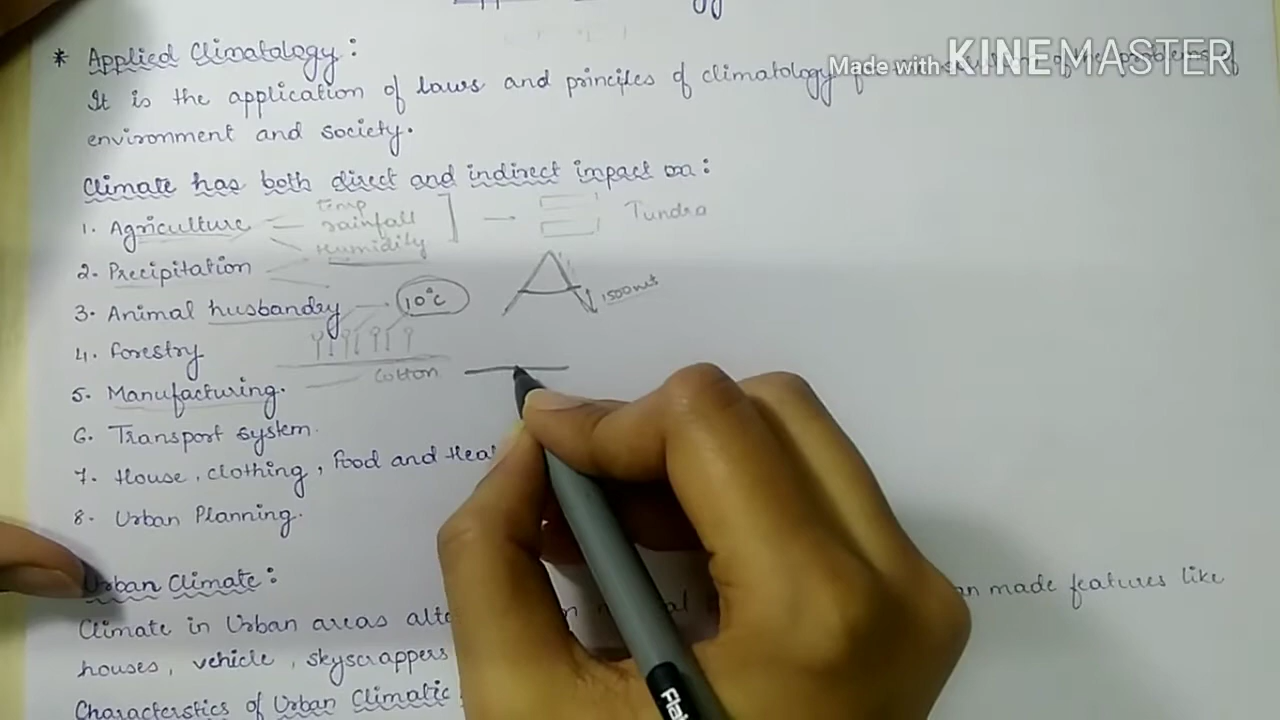 * Applied Climatology:
Made with KINEMASTER
It is the application of laws and principles of climatology
environment and society.
Climate has both direct and indirect impact on:
1. Agriculture temp rainfall Humidity Tundra
2. Precipitation
3. Animal husbandry 10°C 1500mt
4. Forestry
5. Manufacturing. Cotton
6. Transport system.
7. House, clothing, Food and Heal
8. Urban Planning.
Urban Climate:
Climate in Urban areas made features like
houses, vehicle, skyscrappers
Characterstics of Urban Climatic
Flai